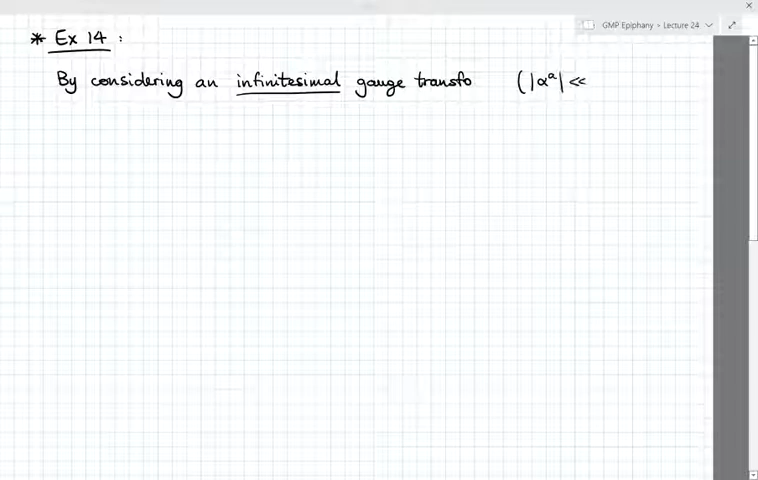 GMP Epiphany » Lecture 24
* Ex 14 :
By considering an infinitesimal gauge transfo (|α^a| <<